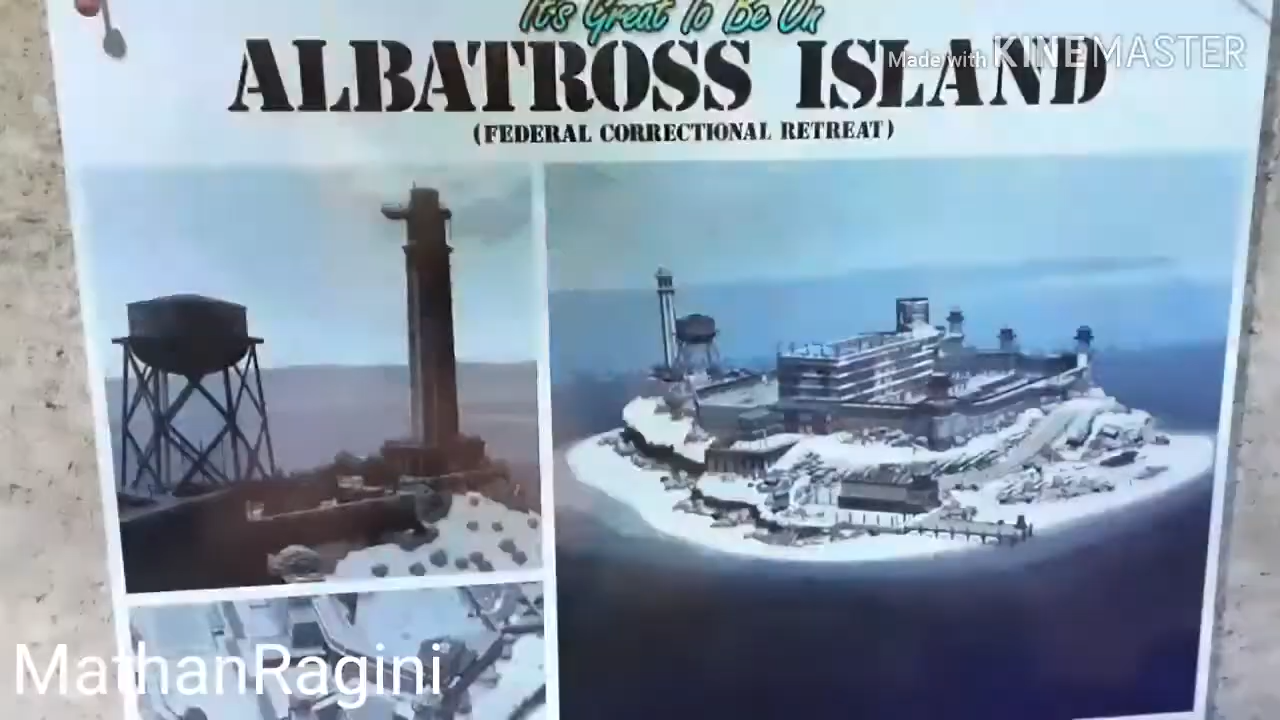 It's Great To Be On
ALBATROSS ISLAND
(FEDERAL CORRECTIONAL RETREAT)
Made with KINEMASTER
MathanRagini